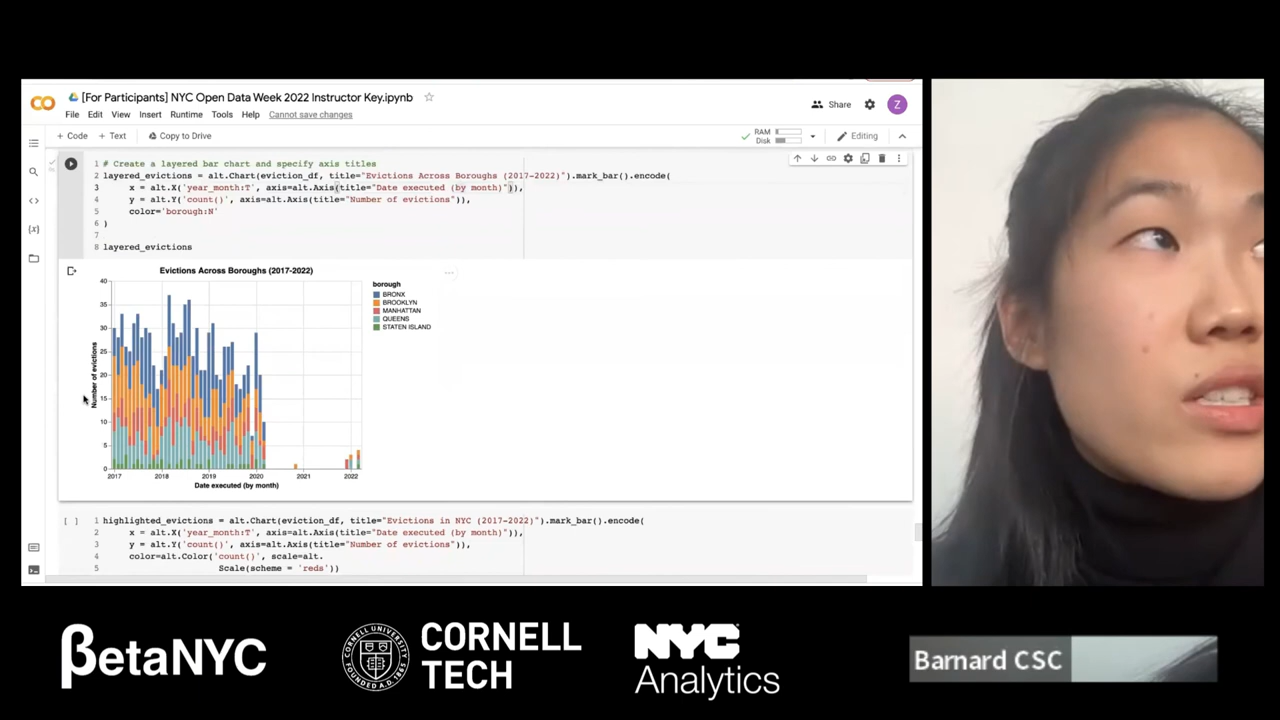 [For Participants] NYC Open Data Week 2022 Instructor Key.ipynb
File Edit View Insert Runtime Tools Help Cannot save changes
Share
Z
+ Code + Text Copy to Drive
RAM
Disk
Editing
1 # Create a layered bar chart and specify axis titles
2 layered_evictions = alt.Chart(eviction_df, title="Evictions Across Boroughs (2017-2022)").mark_bar().encode(
3 x = alt.X('year_month:T', axis=alt.Axis(title="Date executed (by month)")),
4 y = alt.Y('count()', axis=alt.Axis(title="Number of evictions")),
5 color='borough:N'
6 )
7
8 layered_evictions
Evictions Across Boroughs (2017-2022)
40
35
30
25
20
15
10
5
0
Number of evictions
2017 2018 2019 2020 2021 2022
Date executed (by month)
borough
BRONX
BROOKLYN
MANHATTAN
QUEENS
STATEN ISLAND
[ ] 1 highlighted_evictions = alt.Chart(eviction_df, title="Evictions in NYC (2017-2022)").mark_bar().encode(
2 x = alt.X('year_month:T', axis=alt.Axis(title="Date executed (by month)")),
3 y = alt.Y('count()', axis=alt.Axis(title="Number of evictions")),
4 color=alt.Color('count()', scale=alt.
5 Scale(scheme = 'reds'))
βetaNYC
CORNELL
TECH
NYC
Analytics
Barnard CSC